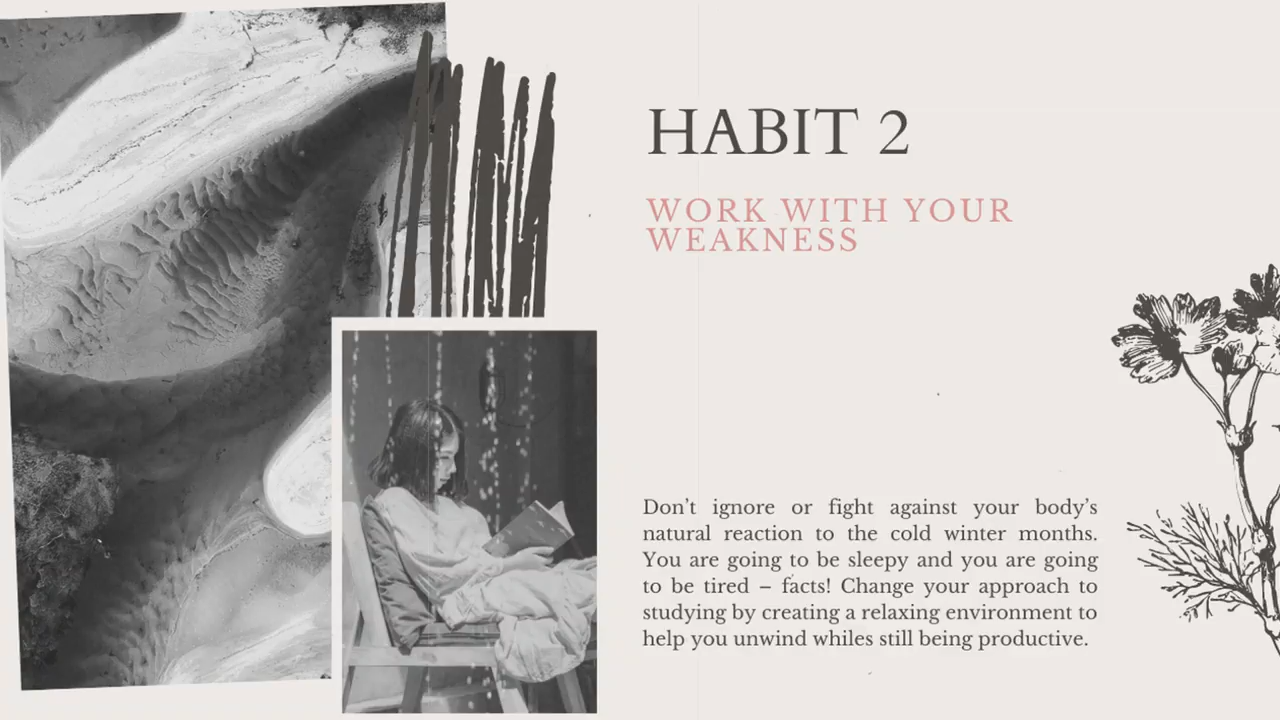 HABIT 2
WORK WITH YOUR
WEAKNESS
Don’t ignore or fight against your body’s
natural reaction to the cold winter months.
You are going to be sleepy and you are going
to be tired – facts! Change your approach to
studying by creating a relaxing environment to
help you unwind whiles still being productive.